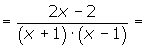 = (2x − 2) / ((x + 1)·(x − 1)) =